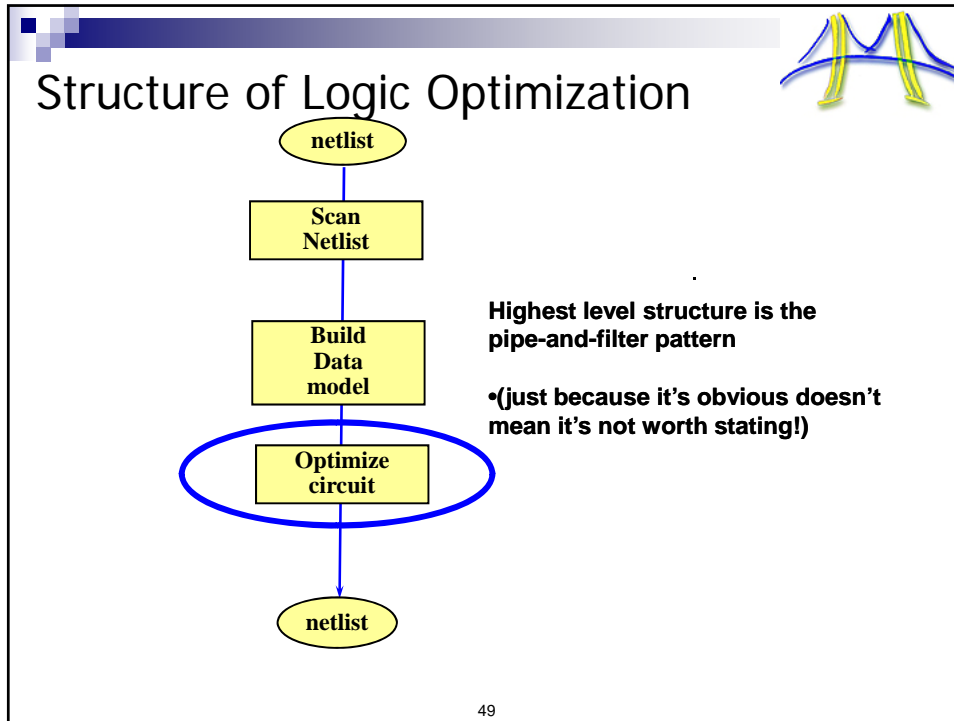 Structure of Logic Optimization
netlist
Scan
Netlist
Build
Data
model
Optimize
circuit
netlist
.
Highest level structure is the
pipe-and-filter pattern
•(just because it’s obvious doesn’t
mean it’s not worth stating!)
49